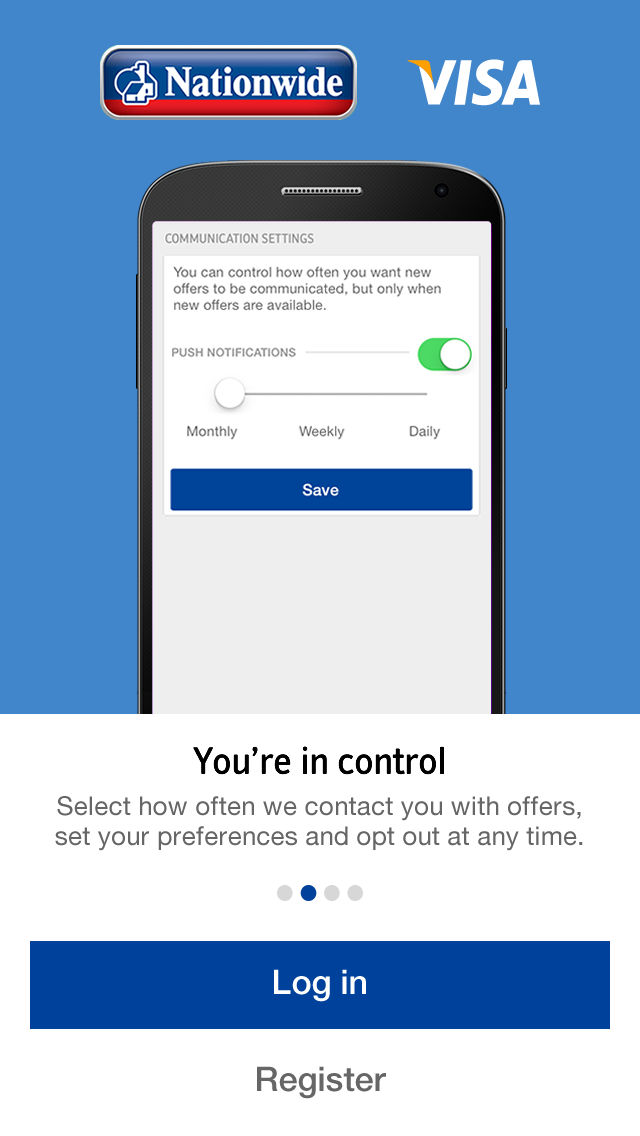 Nationwide
VISA
COMMUNICATION SETTINGS
You can control how often you want new
offers to be communicated, but only when
new offers are available.
PUSH NOTIFICATIONS
Monthly Weekly Daily
Save
You're in control
Select how often we contact you with offers,
set your preferences and opt out at any time.
Log in
Register